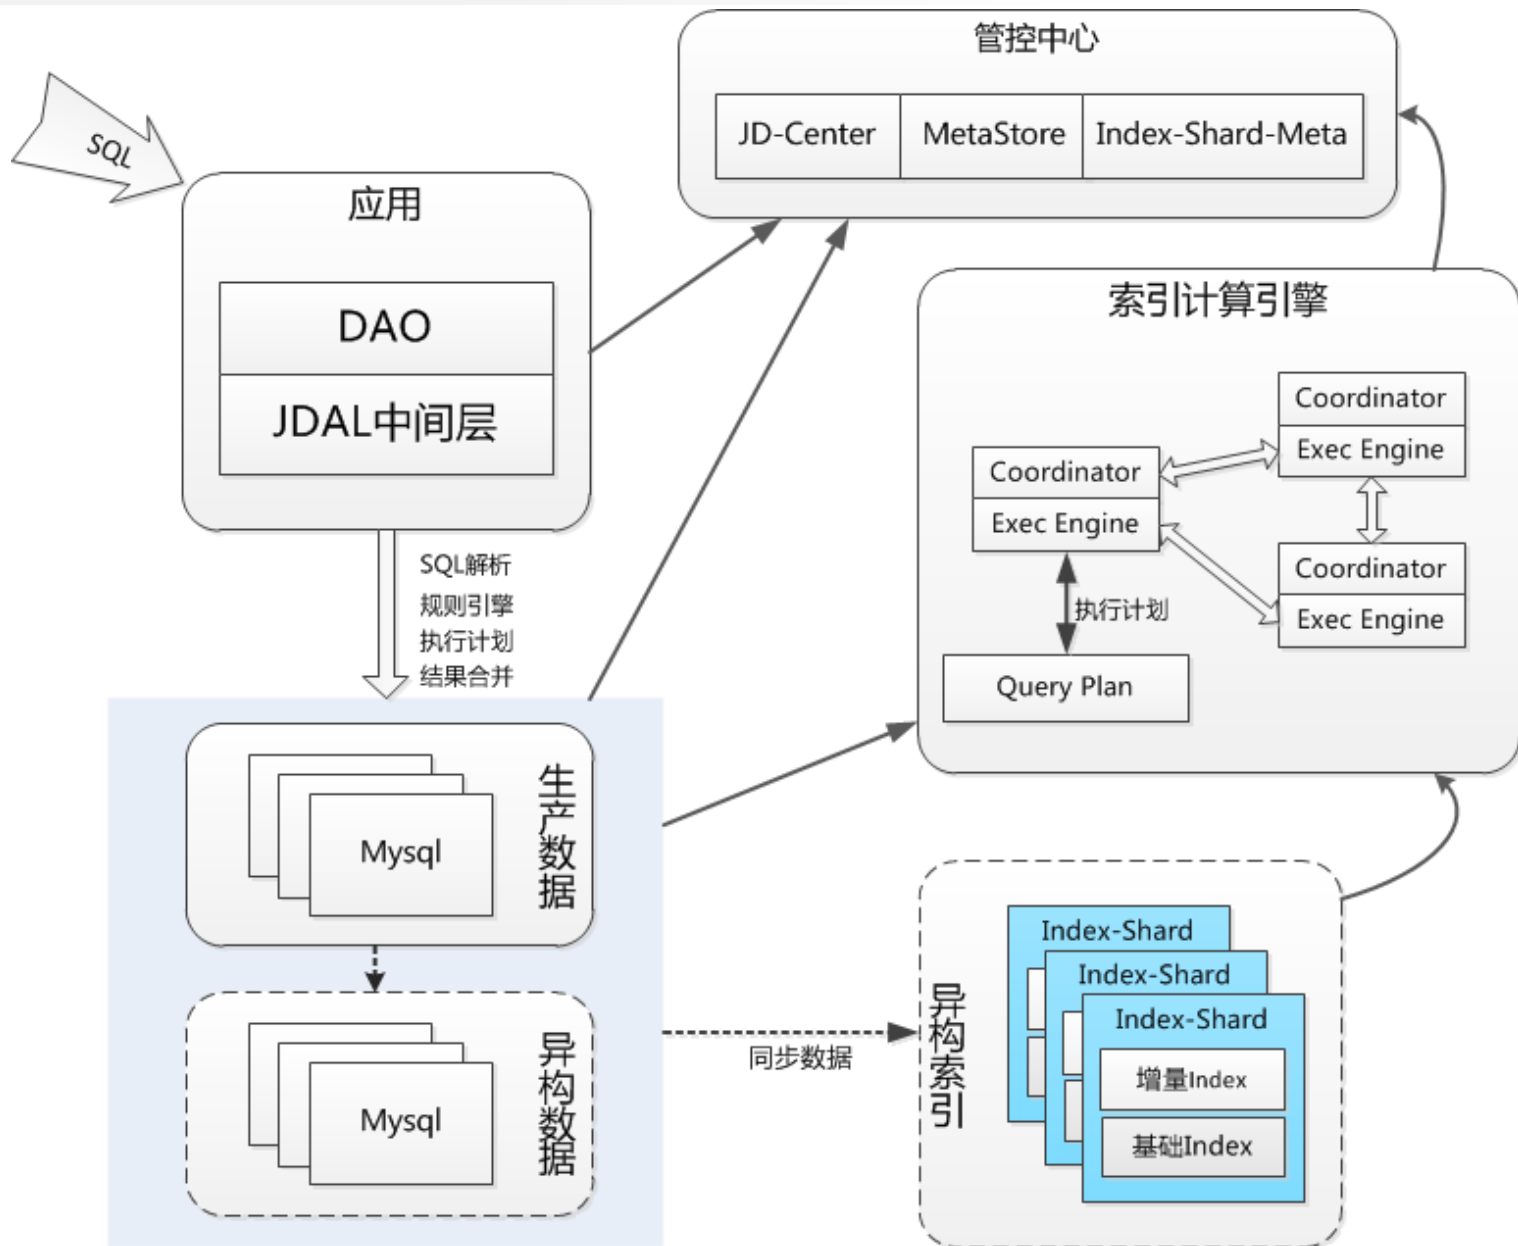 管控中心
JD-Center
MetaStore
Index-Shard-Meta
SQL
应用
DAO
JDAL中间层
SQL解析
规则引擎
执行计划
结果合并
索引计算引擎
Coordinator
Exec Engine
Coordinator
Exec Engine
Coordinator
Exec Engine
执行计划
Query Plan
生产数据
Mysql
异构数据
Mysql
同步数据
异构索引
Index-Shard
Index-Shard
Index-Shard
增量Index
基础Index